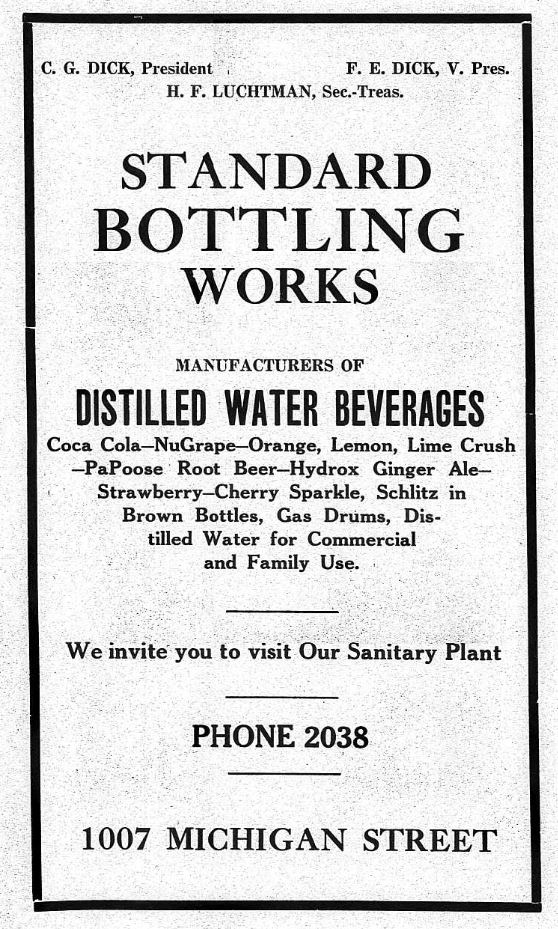 C. G. DICK, President F. E. DICK, V. Pres.
H. F. LUCHTMAN, Sec.-Treas.
STANDARD
BOTTLING
WORKS
MANUFACTURERS OF
DISTILLED WATER BEVERAGES
Coca Cola—NuGrape—Orange, Lemon, Lime Crush
—PaPoose Root Beer—Hydrox Ginger Ale—
Strawberry—Cherry Sparkle, Schlitz in
Brown Bottles, Gas Drums, Dis-
tilled Water for Commercial
and Family Use.
We invite you to visit Our Sanitary Plant
PHONE 2038
1007 MICHIGAN STREET